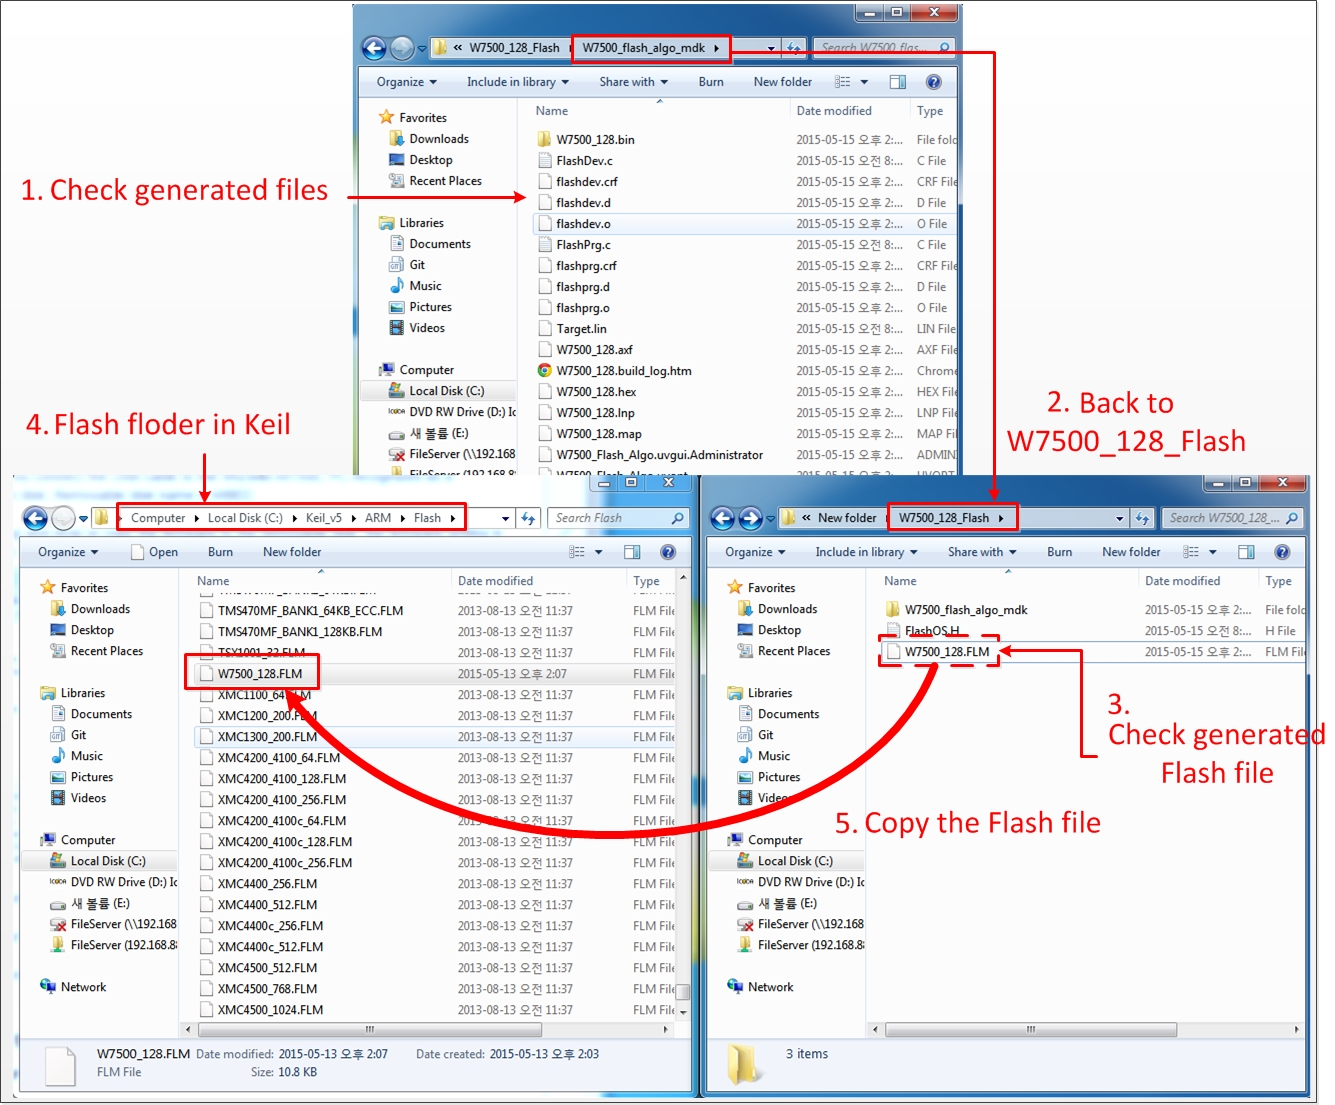 « W7500_128_Flash W7500_flash_algo_mdk Search W7500_flas...
Organize Include in library Share with Burn New folder
Name Date modified Type
Favorites
Downloads
Desktop
Recent Places
Libraries
Documents
Git
Music
Pictures
Videos
Computer
Local Disk (C:)
DVD RW Drive (D:) Ic
새 볼륨 (E:)
FileServer (\\192.168
FileServer (192.168.8
W7500_128.bin 2015-05-15 오후 2:... File fold
FlashDev.c 2015-05-15 오전 8:... C File
flashdev.crf 2015-05-15 오후 2:... CRF File
flashdev.d 2015-05-15 오후 2:... D File
flashdev.o 2015-05-15 오후 2:... O File
FlashPrg.c 2015-05-15 오전 8:... C File
flashprg.crf 2015-05-15 오후 2:... CRF File
flashprg.d 2015-05-15 오후 2:... D File
flashprg.o 2015-05-15 오후 2:... O File
Target.lin 2015-05-15 오전 8:... LIN File
W7500_128.axf 2015-05-15 오후 2:... AXF File
W7500_128.build_log.htm 2015-05-15 오후 2:... Chrome
W7500_128.hex 2015-05-15 오후 2:... HEX File
W7500_128.lnp 2015-05-15 오후 2:... LNP File
W7500_128.map 2015-05-15 오후 2:... MAP Fi
W7500_Flash_Algo.uvgui.Administrator 2015-05-15 오후 2:... ADMIN
1. Check generated files
2. Back to
W7500_128_Flash
4. Flash floder in Keil
Computer Local Disk (C:) Keil_v5 ARM Flash Search Flash
Organize Open Burn New folder
Name Date modified Type
Favorites
Downloads
Desktop
Recent Places
Libraries
Documents
Git
Music
Pictures
Videos
Computer
Local Disk (C:)
DVD RW Drive (D:) Ic
새 볼륨 (E:)
FileServer (\\192.168
FileServer (192.168.8
Network
TMS470MF_BANK1_64KB_ECC.FLM 2013-08-13 오전 11:37 FLM File
TMS470MF_BANK1_128KB.FLM 2013-08-13 오전 11:37 FLM File
TSX1001_32.FLM 2013-08-13 오전 11:37 FLM File
W7500_128.FLM 2015-05-13 오후 2:07 FLM File
XMC1100_64.FLM 2013-08-13 오전 11:37 FLM File
XMC1200_200.FLM 2013-08-13 오전 11:37 FLM File
XMC1300_200.FLM 2013-08-13 오전 11:37 FLM File
XMC4200_4100_64.FLM 2013-08-13 오전 11:37 FLM File
XMC4200_4100_128.FLM 2013-08-13 오전 11:37 FLM File
XMC4200_4100_256.FLM 2013-08-13 오전 11:37 FLM File
XMC4200_4100c_64.FLM 2013-08-13 오전 11:37 FLM File
XMC4200_4100c_128.FLM 2013-08-13 오전 11:37 FLM File
XMC4200_4100c_256.FLM 2013-08-13 오전 11:37 FLM File
XMC4400_256.FLM 2013-08-13 오전 11:37 FLM File
XMC4400_512.FLM 2013-08-13 오전 11:37 FLM File
XMC4400c_256.FLM 2013-08-13 오전 11:37 FLM File
XMC4400c_512.FLM 2013-08-13 오전 11:37 FLM File
XMC4500_512.FLM 2013-08-13 오전 11:37 FLM File
XMC4500_768.FLM 2013-08-13 오전 11:37 FLM File
XMC4500_1024.FLM 2013-08-13 오전 11:37 FLM File
W7500_128.FLM Date modified: 2015-05-13 오후 2:07 Date created: 2015-05-13 오후 2:03
FLM File Size: 10.8 KB
« New folder W7500_128_Flash Search W7500_128_...
Organize Include in library Share with Burn New folder
Name Date modified Type
Favorites
Downloads
Desktop
Recent Places
Libraries
Documents
Git
Music
Pictures
Videos
Computer
Local Disk (C:)
DVD RW Drive (D:) Ic
새 볼륨 (E:)
FileServer (\\192.168
FileServer (192.168.8
Network
W7500_flash_algo_mdk 2015-05-15 오후 2:... File fold
FlashOS.H 2015-05-15 오전 8:... H File
W7500_128.FLM 2015-05-15 오후 2:... FLM Fi
3 items
3.
Check generated
Flash file
5. Copy the Flash file